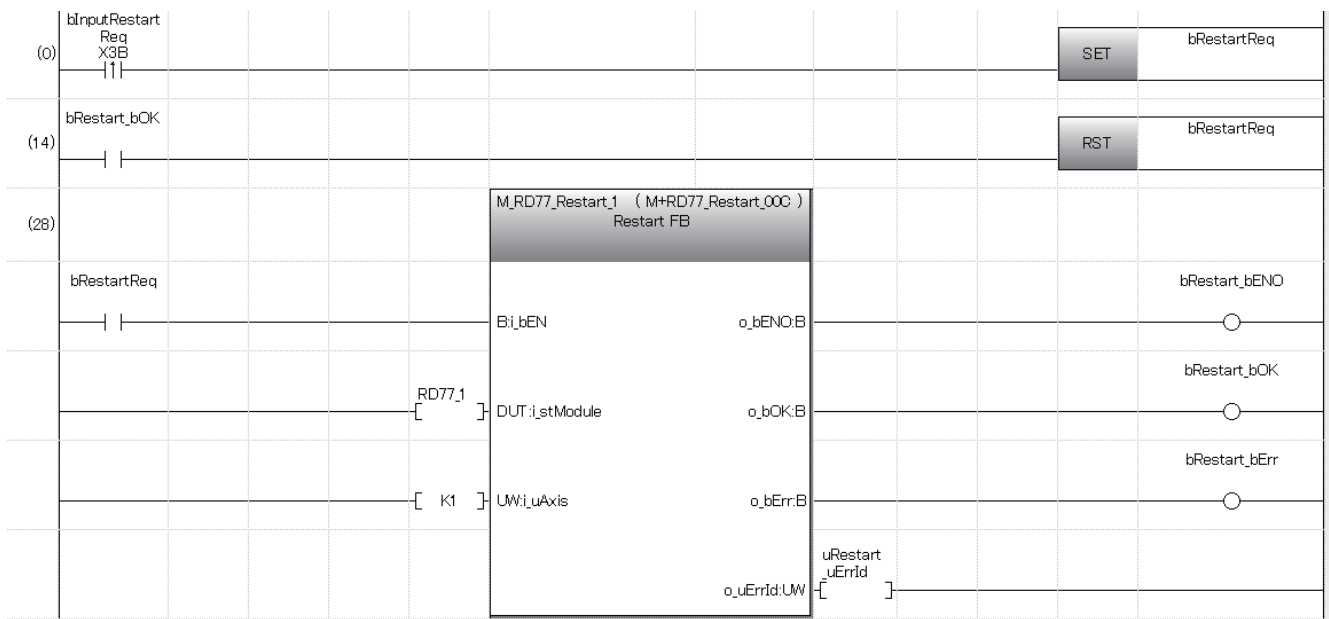 bInputRestart
Req
X3B
(0)
SET
bRestartReq
bRestart_bOK
(14)
RST
bRestartReq
(28)
M_RD77_Restart_1 ( M+RD77_Restart_00C )
Restart FB
bRestartReq
B:i_bEN
o_bENO:B
bRestart_bENO
RD77_1
DUT:i_stModule
o_bOK:B
bRestart_bOK
K1
UW:i_uAxis
o_bErr:B
bRestart_bErr
o_uErrId:UW
uRestart
_uErrId